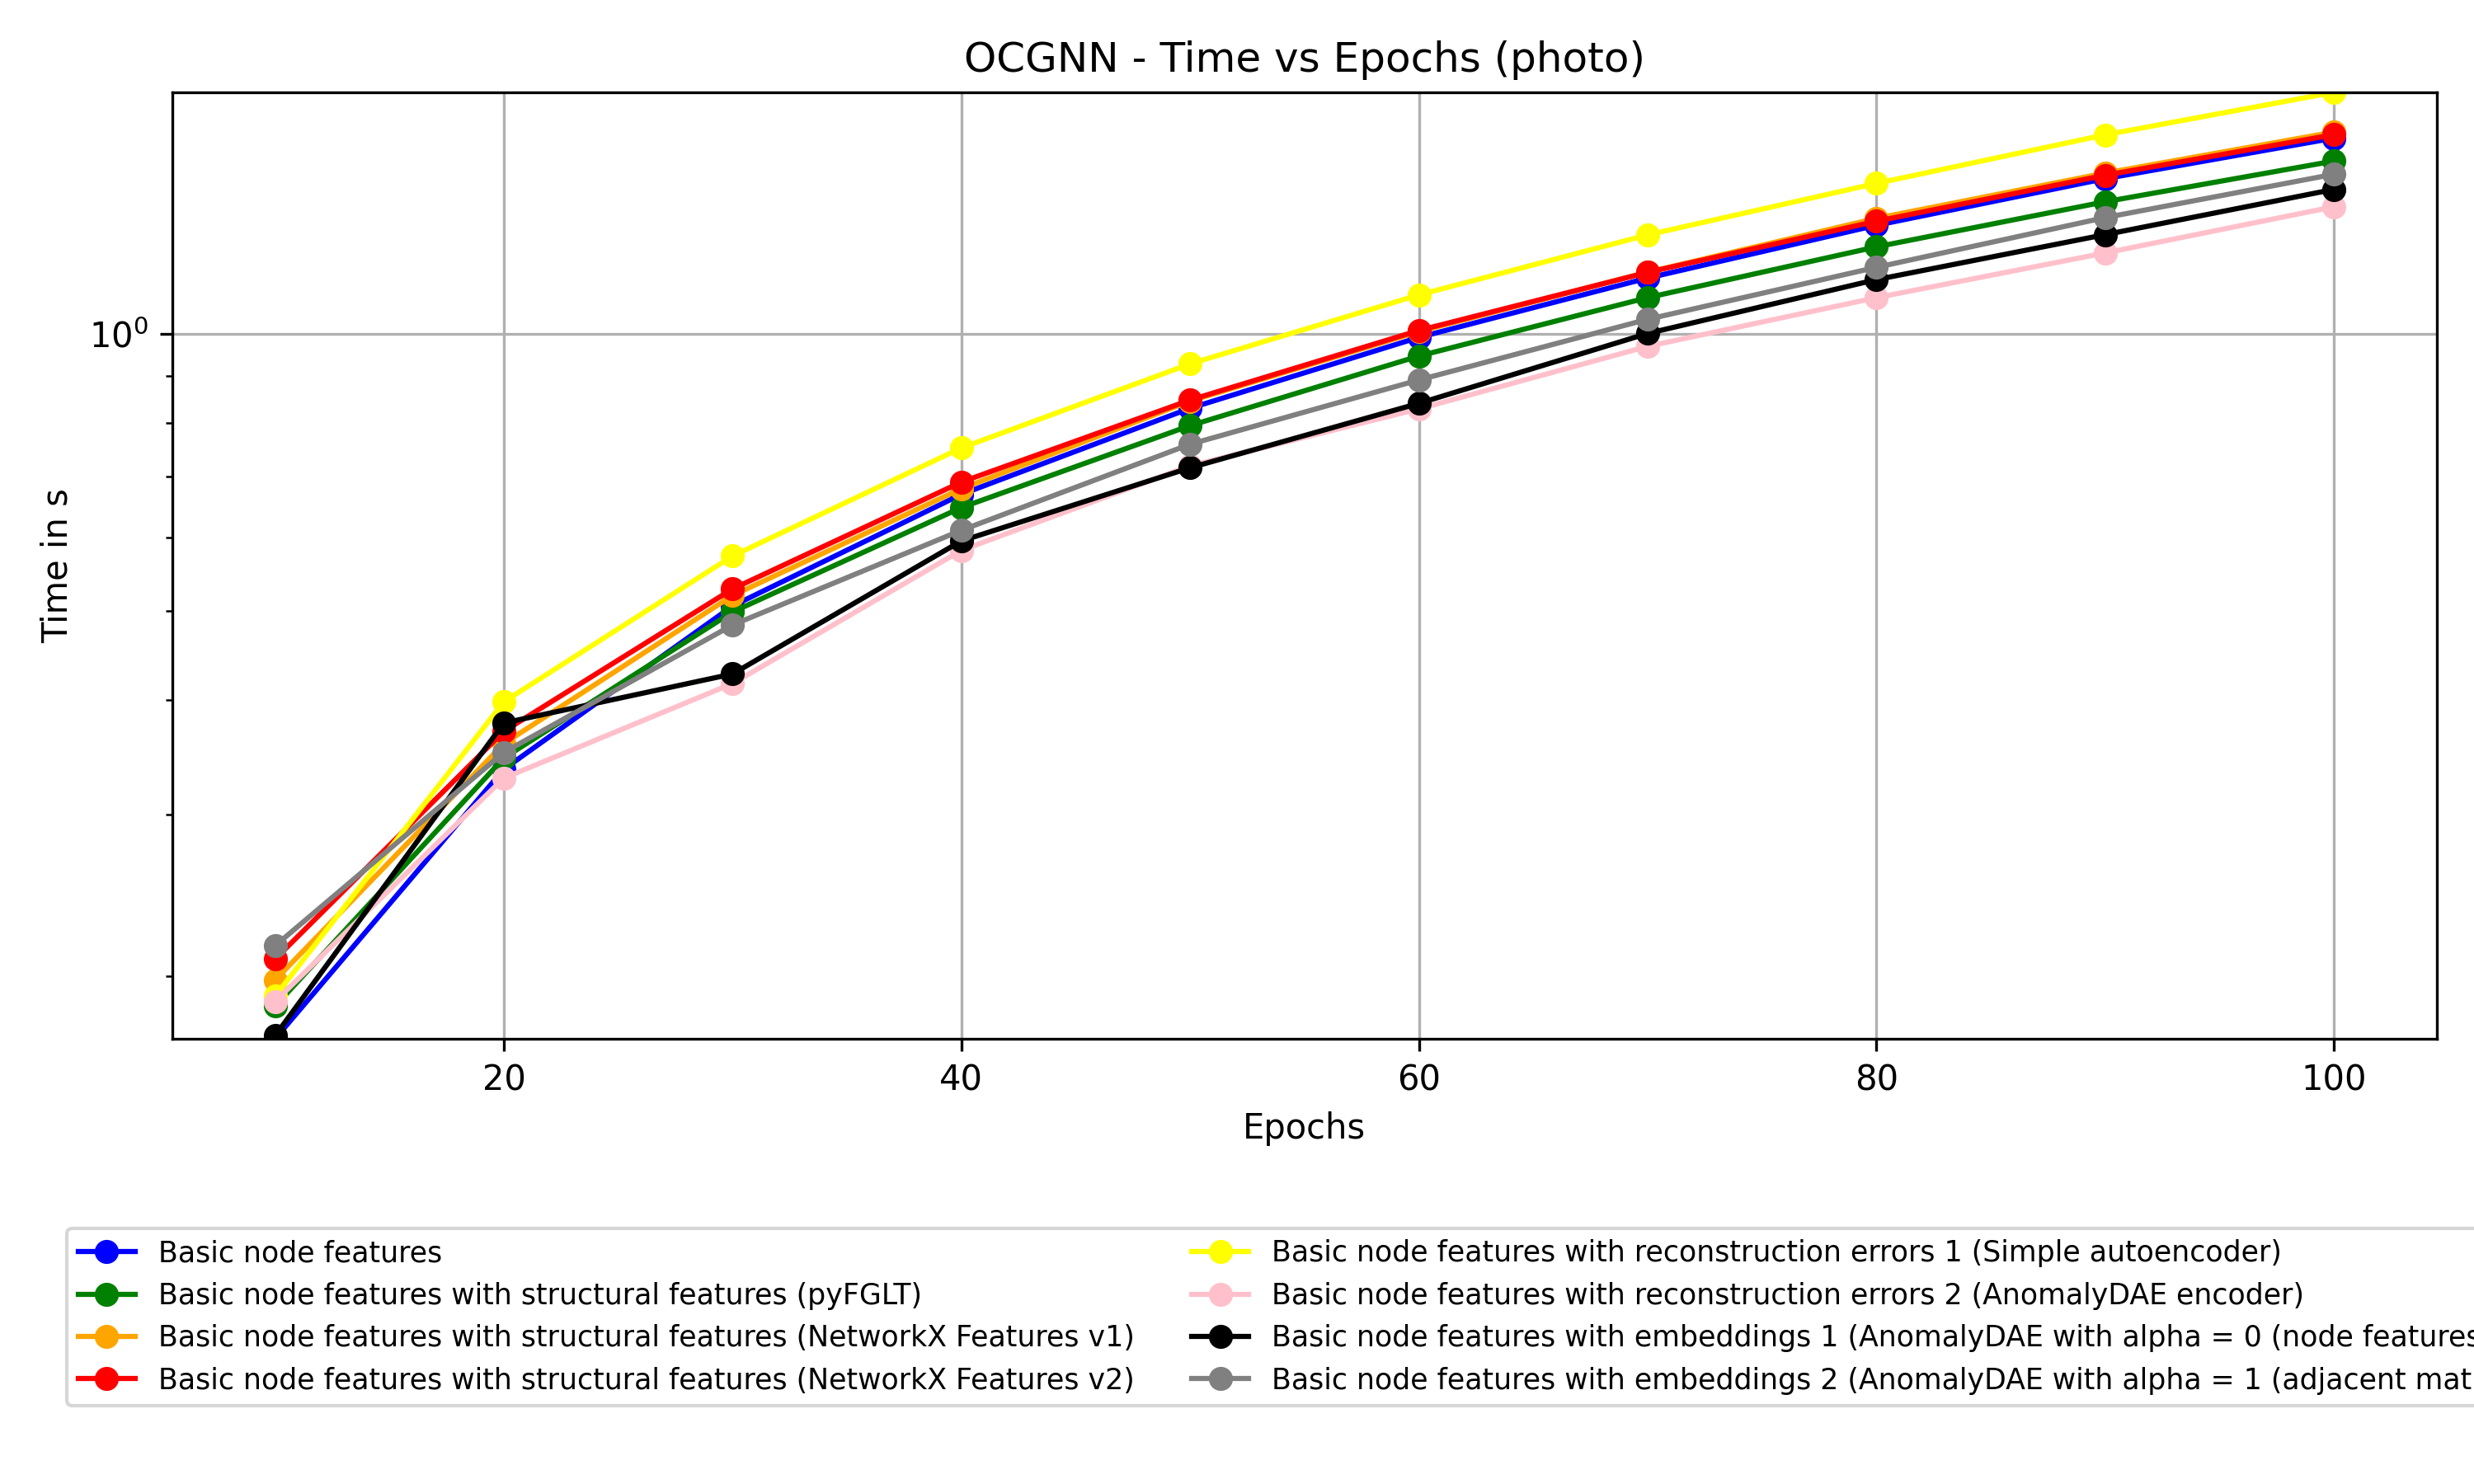 OCGNN - Time vs Epochs (photo)
10⁰
Time in s
20 40 60 80 100
Epochs
Basic node features
Basic node features with structural features (pyFGLT)
Basic node features with structural features (NetworkX Features v1)
Basic node features with structural features (NetworkX Features v2)
Basic node features with reconstruction errors 1 (Simple autoencoder)
Basic node features with reconstruction errors 2 (AnomalyDAE encoder)
Basic node features with embeddings 1 (AnomalyDAE with alpha = 0 (node features
Basic node features with embeddings 2 (AnomalyDAE with alpha = 1 (adjacent mat